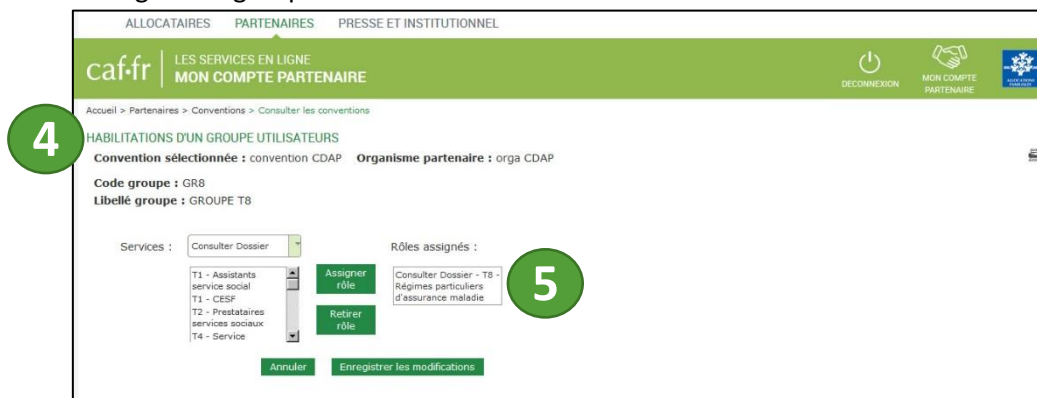 ALLOCATAIRES PARTENAIRES PRESSE ET INSTITUTIONNEL
caf.fr LES SERVICES EN LIGNE
MON COMPTE PARTENAIRE
DECONNEXION
MON COMPTE
PARTENAIRE
Accueil > Partenaires > Conventions > Consulter les conventions
4
HABILITATIONS D'UN GROUPE UTILISATEURS
Convention sélectionnée : convention CDAP Organisme partenaire : orga CDAP
Code groupe : GR8
Libellé groupe : GROUPE T8
Services : Consulter Dossier Rôles assignés :
T1 - Assistants
service social
T1 - CESF
T2 - Prestataires
services sociaux
T4 - Service
Assigner
rôle
Retirer
rôle
Consulter Dossier - T8 -
Régimes particuliers
d'assurance maladie
5
Annuler Enregistrer les modifications